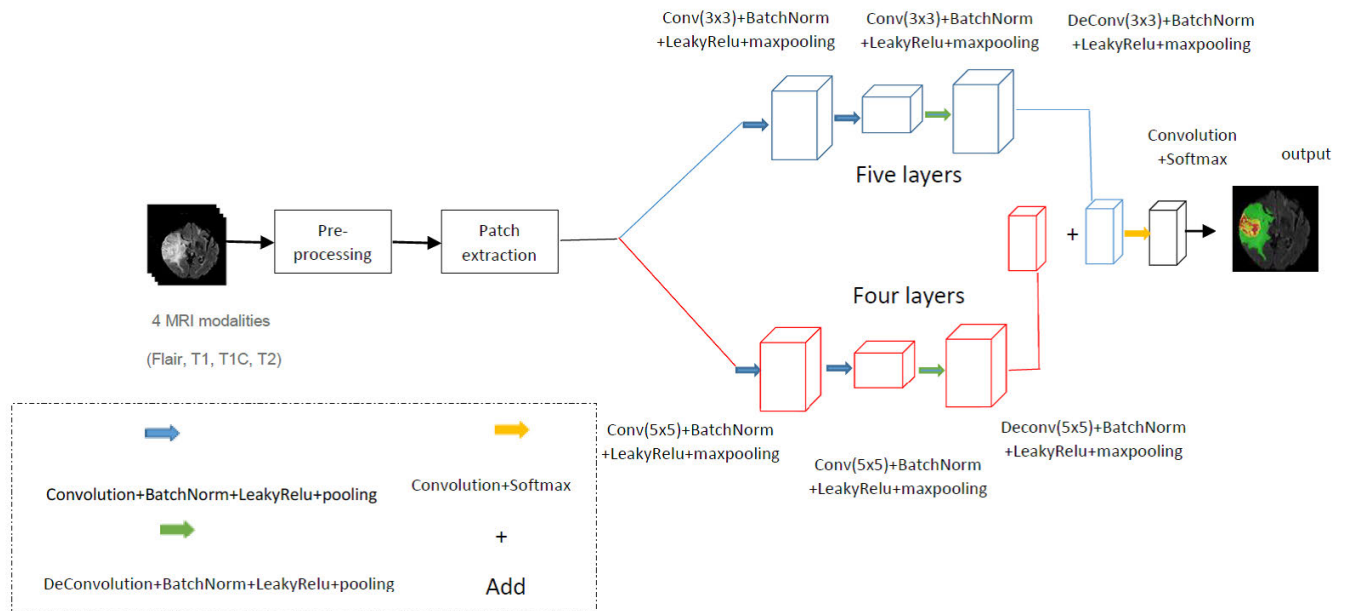 Conv(3x3)+BatchNorm
+LeakyRelu+maxpooling
Conv(3x3)+BatchNorm
+LeakyRelu+maxpooling
DeConv(3x3)+BatchNorm
+LeakyRelu+maxpooling
Convolution
+Softmax
output
Five layers
Pre-
processing
Patch
extraction
+
4 MRI modalities
(Flair, T1, T1C, T2)
Four layers
Conv(5x5)+BatchNorm
+LeakyRelu+maxpooling
Conv(5x5)+BatchNorm
+LeakyRelu+maxpooling
Deconv(5x5)+BatchNorm
+LeakyRelu+maxpooling
Convolution+BatchNorm+LeakyRelu+pooling
Convolution+Softmax
DeConvolution+BatchNorm+LeakyRelu+pooling
+
Add